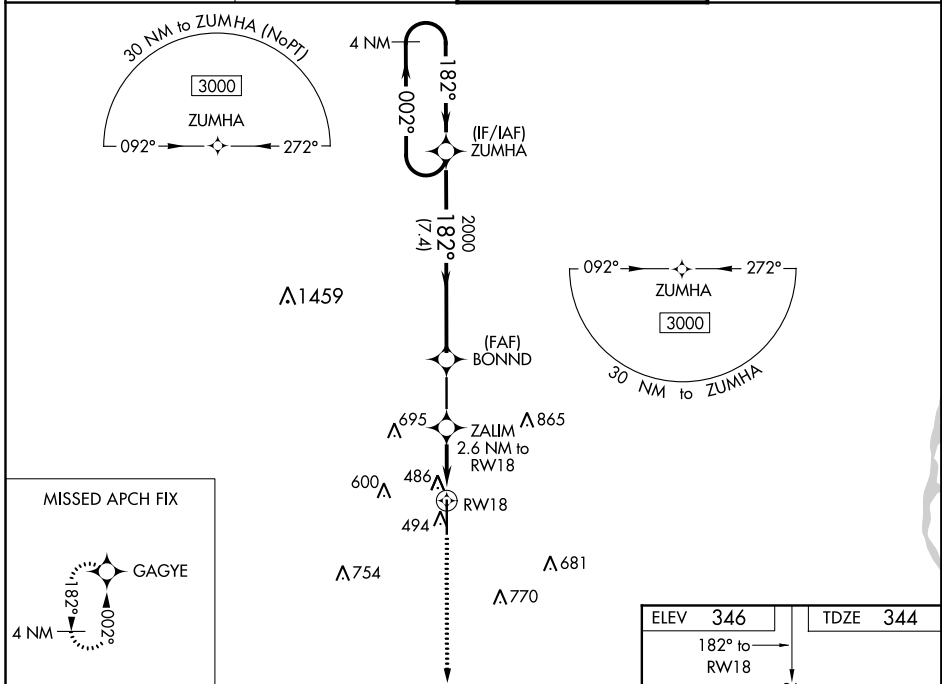 30 NM to ZUMHA (NoPT)
3000
ZUMHA
092°
272°
4 NM
182°
002°
(IF/IAF)
ZUMHA
2000
182°
(7.4)
1459
092°
272°
ZUMHA
3000
30 NM to ZUMHA
(FAF)
BONND
695
ZALIM
865
2.6 NM to
RW18
600
486
RW18
494
754
681
770
MISSED APCH FIX
GAGYE
182°
002°
4 NM
ELEV 346
TDZE 344
182° to
RW18